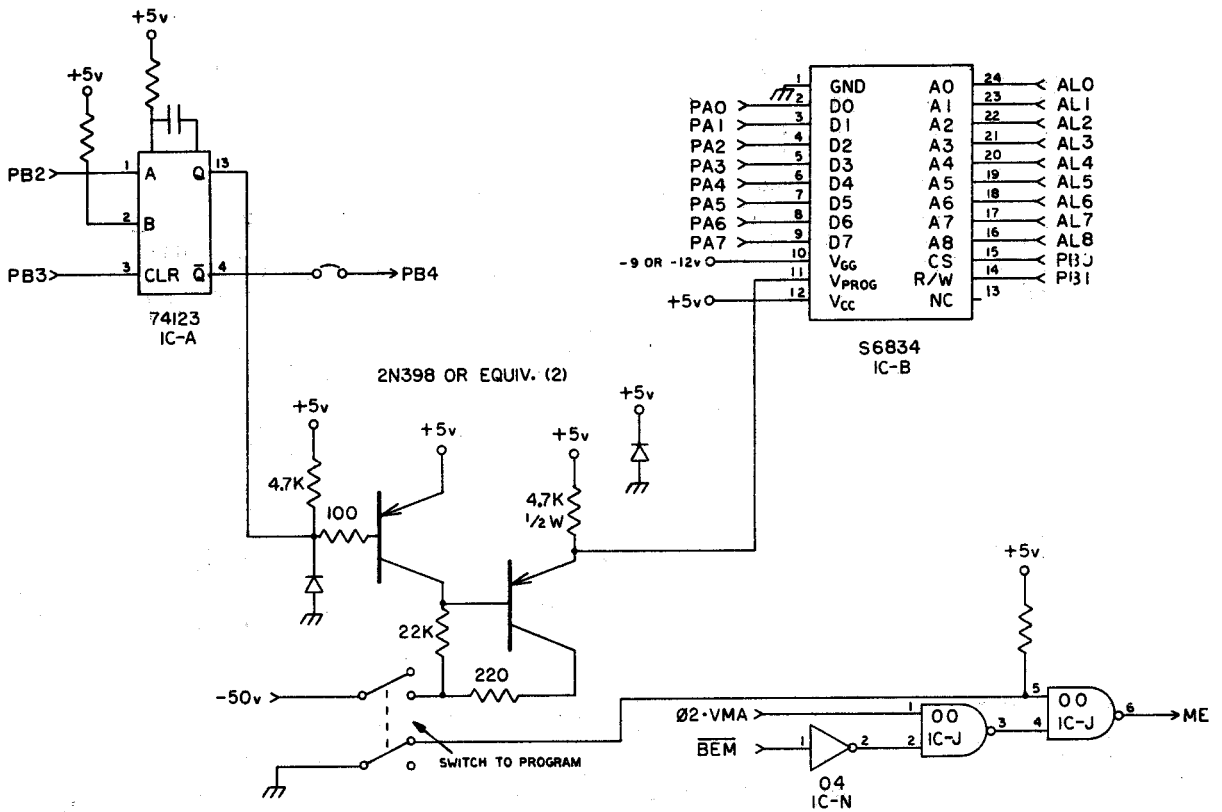 +5v
+5v
PB2
1
A
Q
13
2
B
PB3
3
CLR
Q̅
4
PB4
74123
IC-A
1
GND
A0
24
AL0
PA0
2
D0
A1
23
AL1
PA1
3
D1
A2
22
AL2
PA2
4
D2
A3
21
AL3
PA3
5
D3
A4
20
AL4
PA4
6
D4
A5
19
AL5
PA5
7
D5
A6
18
AL6
PA6
8
D6
A7
17
AL7
PA7
9
D7
A8
16
AL8
-9 OR -12v
10
VGG
CS
15
PB0
11
VPROG
R/W
14
PB1
+5v
12
VCC
NC
13
S6834
IC-B
2N398 OR EQUIV. (2)
+5v
+5v
+5v
+5v
4.7K
100
4.7K
1/2 W
22K
220
-50v
SWITCH TO PROGRAM
+5v
Ø2·VMA
1
00
IC-J
3
B̅E̅M̅
1
2
2
04
IC-N
5
4
00
IC-J
6
ME